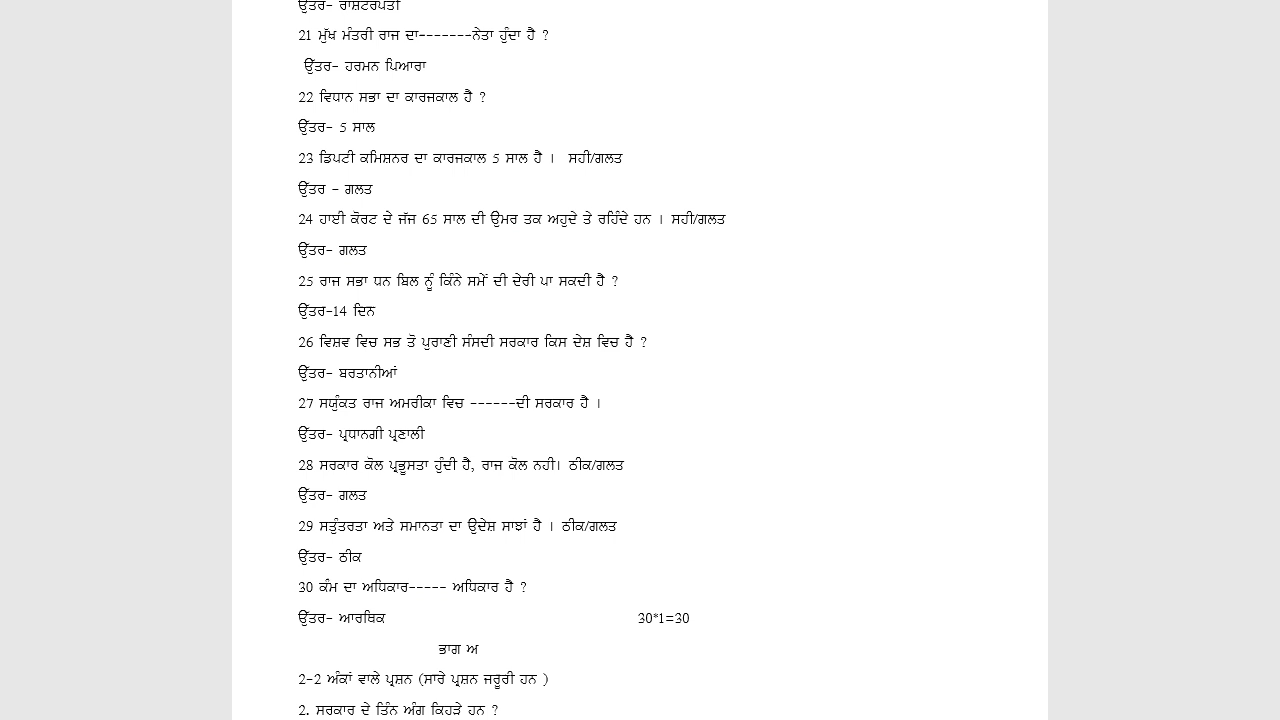 ਉੱਤਰ- ਰਾਸ਼ਟਰਪਤੀ
21 ਮੁੱਖ ਮੰਤਰੀ ਰਾਜ ਦਾ-------ਨੇਤਾ ਹੁੰਦਾ ਹੈ ?
ਉੱਤਰ- ਹਰਮਨ ਪਿਆਰਾ
22 ਵਿਧਾਨ ਸਭਾ ਦਾ ਕਾਰਜਕਾਲ ਹੈ ?
ਉੱਤਰ- 5 ਸਾਲ
23 ਡਿਪਟੀ ਕਮਿਸ਼ਨਰ ਦਾ ਕਾਰਜਕਾਲ 5 ਸਾਲ ਹੈ । ਸਹੀ/ਗਲਤ
ਉੱਤਰ - ਗਲਤ
24 ਹਾਈ ਕੋਰਟ ਦੇ ਜੱਜ 65 ਸਾਲ ਦੀ ਉਮਰ ਤਕ ਅਹੁਦੇ ਤੇ ਰਹਿੰਦੇ ਹਨ । ਸਹੀ/ਗਲਤ
ਉੱਤਰ- ਗਲਤ
25 ਰਾਜ ਸਭਾ ਧਨ ਬਿਲ ਨੂੰ ਕਿੰਨੇ ਸਮੇਂ ਦੀ ਦੇਰੀ ਪਾ ਸਕਦੀ ਹੈ ?
ਉੱਤਰ-14 ਦਿਨ
26 ਵਿਸ਼ਵ ਵਿਚ ਸਭ ਤੋ ਪੁਰਾਣੀ ਸੰਸਦੀ ਸਰਕਾਰ ਕਿਸ ਦੇਸ਼ ਵਿਚ ਹੈ ?
ਉੱਤਰ- ਬਰਤਾਨੀਆਂ
27 ਸਯੁੰਕਤ ਰਾਜ ਅਮਰੀਕਾ ਵਿਚ ------ਦੀ ਸਰਕਾਰ ਹੈ ।
ਉੱਤਰ- ਪ੍ਰਧਾਨਗੀ ਪ੍ਰਣਾਲੀ
28 ਸਰਕਾਰ ਕੋਲ ਪ੍ਰਭੂਸਤਾ ਹੁੰਦੀ ਹੈ, ਰਾਜ ਕੋਲ ਨਹੀ। ਠੀਕ/ਗਲਤ
ਉੱਤਰ- ਗਲਤ
29 ਸਤੁੰਤਰਤਾ ਅਤੇ ਸਮਾਨਤਾ ਦਾ ਉਦੇਸ਼ ਸਾਝਾਂ ਹੈ । ਠੀਕ/ਗਲਤ
ਉੱਤਰ- ਠੀਕ
30 ਕੰਮ ਦਾ ਅਧਿਕਾਰ----- ਅਧਿਕਾਰ ਹੈ ?
ਉੱਤਰ- ਆਰਥਿਕ 30*1=30
ਭਾਗ ਅ
2-2 ਅੰਕਾਂ ਵਾਲੇ ਪ੍ਰਸ਼ਨ (ਸਾਰੇ ਪ੍ਰਸ਼ਨ ਜਰੂਰੀ ਹਨ )
2. ਸਰਕਾਰ ਦੇ ਤਿੰਨ ਅੰਗ ਕਿਹੜੇ ਹਨ ?